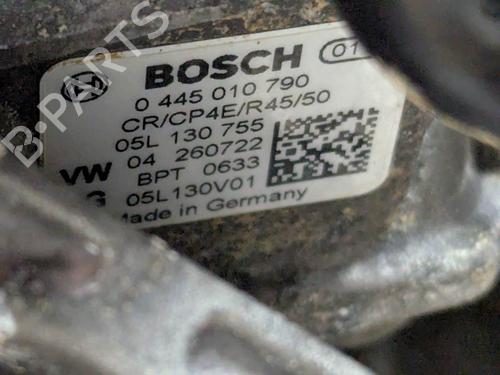 BOSCH 01
0 445 010 790
CR/CP4E/R45/50
05L 130 755
VW 04 260722
BPT 0633
G 05L130V01
Made in Germany
B-PARTS